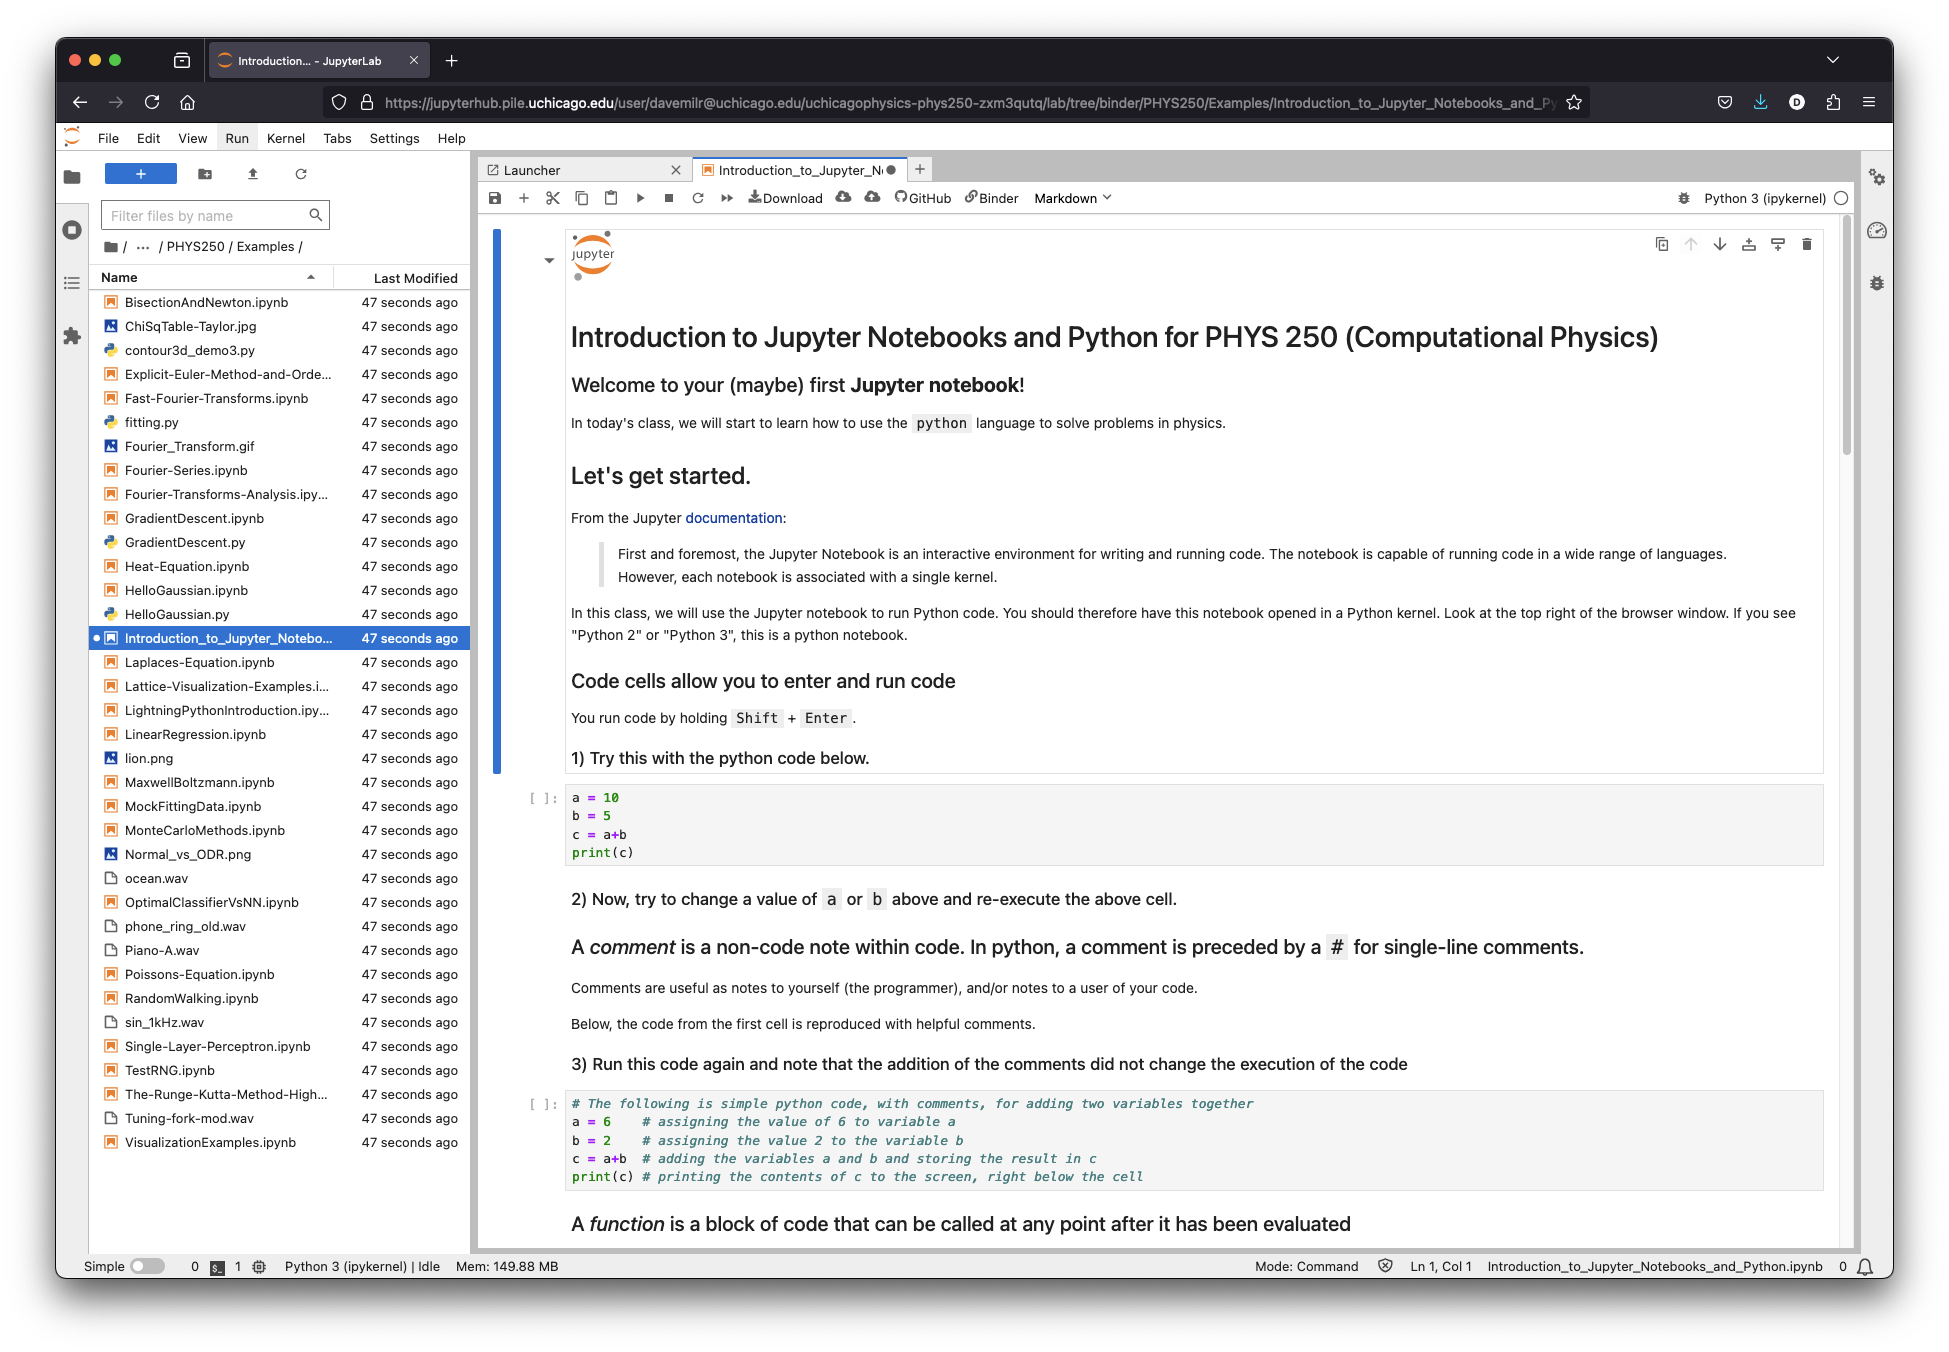 Introduction... - JupyterLab
https://jupyterhub.pile.uchicago.edu/user/davemilr@uchicago.edu/uchicagophysics-phys250-zxm3qutq/lab/tree/binder/PHYS250/Examples/Introduction_to_Jupyter_Notebooks_and_Py
D
File Edit View Run Kernel Tabs Settings Help
+
Filter files by name
/ ··· / PHYS250 / Examples /
Name Last Modified
BisectionAndNewton.ipynb 47 seconds ago
ChiSqTable-Taylor.jpg 47 seconds ago
contour3d_demo3.py 47 seconds ago
Explicit-Euler-Method-and-Orde... 47 seconds ago
Fast-Fourier-Transforms.ipynb 47 seconds ago
fitting.py 47 seconds ago
Fourier_Transform.gif 47 seconds ago
Fourier-Series.ipynb 47 seconds ago
Fourier-Transforms-Analysis.ipy... 47 seconds ago
GradientDescent.ipynb 47 seconds ago
GradientDescent.py 47 seconds ago
Heat-Equation.ipynb 47 seconds ago
HelloGaussian.ipynb 47 seconds ago
HelloGaussian.py 47 seconds ago
Introduction_to_Jupyter_Notebo... 47 seconds ago
Laplaces-Equation.ipynb 47 seconds ago
Lattice-Visualization-Examples.i... 47 seconds ago
LightningPythonIntroduction.ipy... 47 seconds ago
LinearRegression.ipynb 47 seconds ago
lion.png 47 seconds ago
MaxwellBoltzmann.ipynb 47 seconds ago
MockFittingData.ipynb 47 seconds ago
MonteCarloMethods.ipynb 47 seconds ago
Normal_vs_ODR.png 47 seconds ago
ocean.wav 47 seconds ago
OptimalClassifierVsNN.ipynb 47 seconds ago
phone_ring_old.wav 47 seconds ago
Piano-A.wav 47 seconds ago
Poissons-Equation.ipynb 47 seconds ago
RandomWalking.ipynb 47 seconds ago
sin_1kHz.wav 47 seconds ago
Single-Layer-Perceptron.ipynb 47 seconds ago
TestRNG.ipynb 47 seconds ago
The-Runge-Kutta-Method-High... 47 seconds ago
Tuning-fork-mod.wav 47 seconds ago
VisualizationExamples.ipynb 47 seconds ago
Launcher Introduction_to_Jupyter_N
Download GitHub Binder Markdown Python 3 (ipykernel)
jupyter
Introduction to Jupyter Notebooks and Python for PHYS 250 (Computational Physics)
Welcome to your (maybe) first Jupyter notebook!
In today's class, we will start to learn how to use the python language to solve problems in physics.
Let's get started.
From the Jupyter documentation:
First and foremost, the Jupyter Notebook is an interactive environment for writing and running code. The notebook is capable of running code in a wide range of languages.
However, each notebook is associated with a single kernel.
In this class, we will use the Jupyter notebook to run Python code. You should therefore have this notebook opened in a Python kernel. Look at the top right of the browser window. If you see
"Python 2" or "Python 3", this is a python notebook.
Code cells allow you to enter and run code
You run code by holding Shift + Enter .
1) Try this with the python code below.
[ ]: a = 10
b = 5
c = a+b
print(c)
2) Now, try to change a value of a or b above and re-execute the above cell.
A comment is a non-code note within code. In python, a comment is preceded by a # for single-line comments.
Comments are useful as notes to yourself (the programmer), and/or notes to a user of your code.
Below, the code from the first cell is reproduced with helpful comments.
3) Run this code again and note that the addition of the comments did not change the execution of the code
[ ]: # The following is simple python code, with comments, for adding two variables together
a = 6 # assigning the value of 6 to variable a
b = 2 # assigning the value 2 to the variable b
c = a+b # adding the variables a and b and storing the result in c
print(c) # printing the contents of c to the screen, right below the cell
A function is a block of code that can be called at any point after it has been evaluated
Simple 0 $_ 1 Python 3 (ipykernel) | Idle Mem: 149.88 MB Mode: Command Ln 1, Col 1 Introduction_to_Jupyter_Notebooks_and_Python.ipynb 0